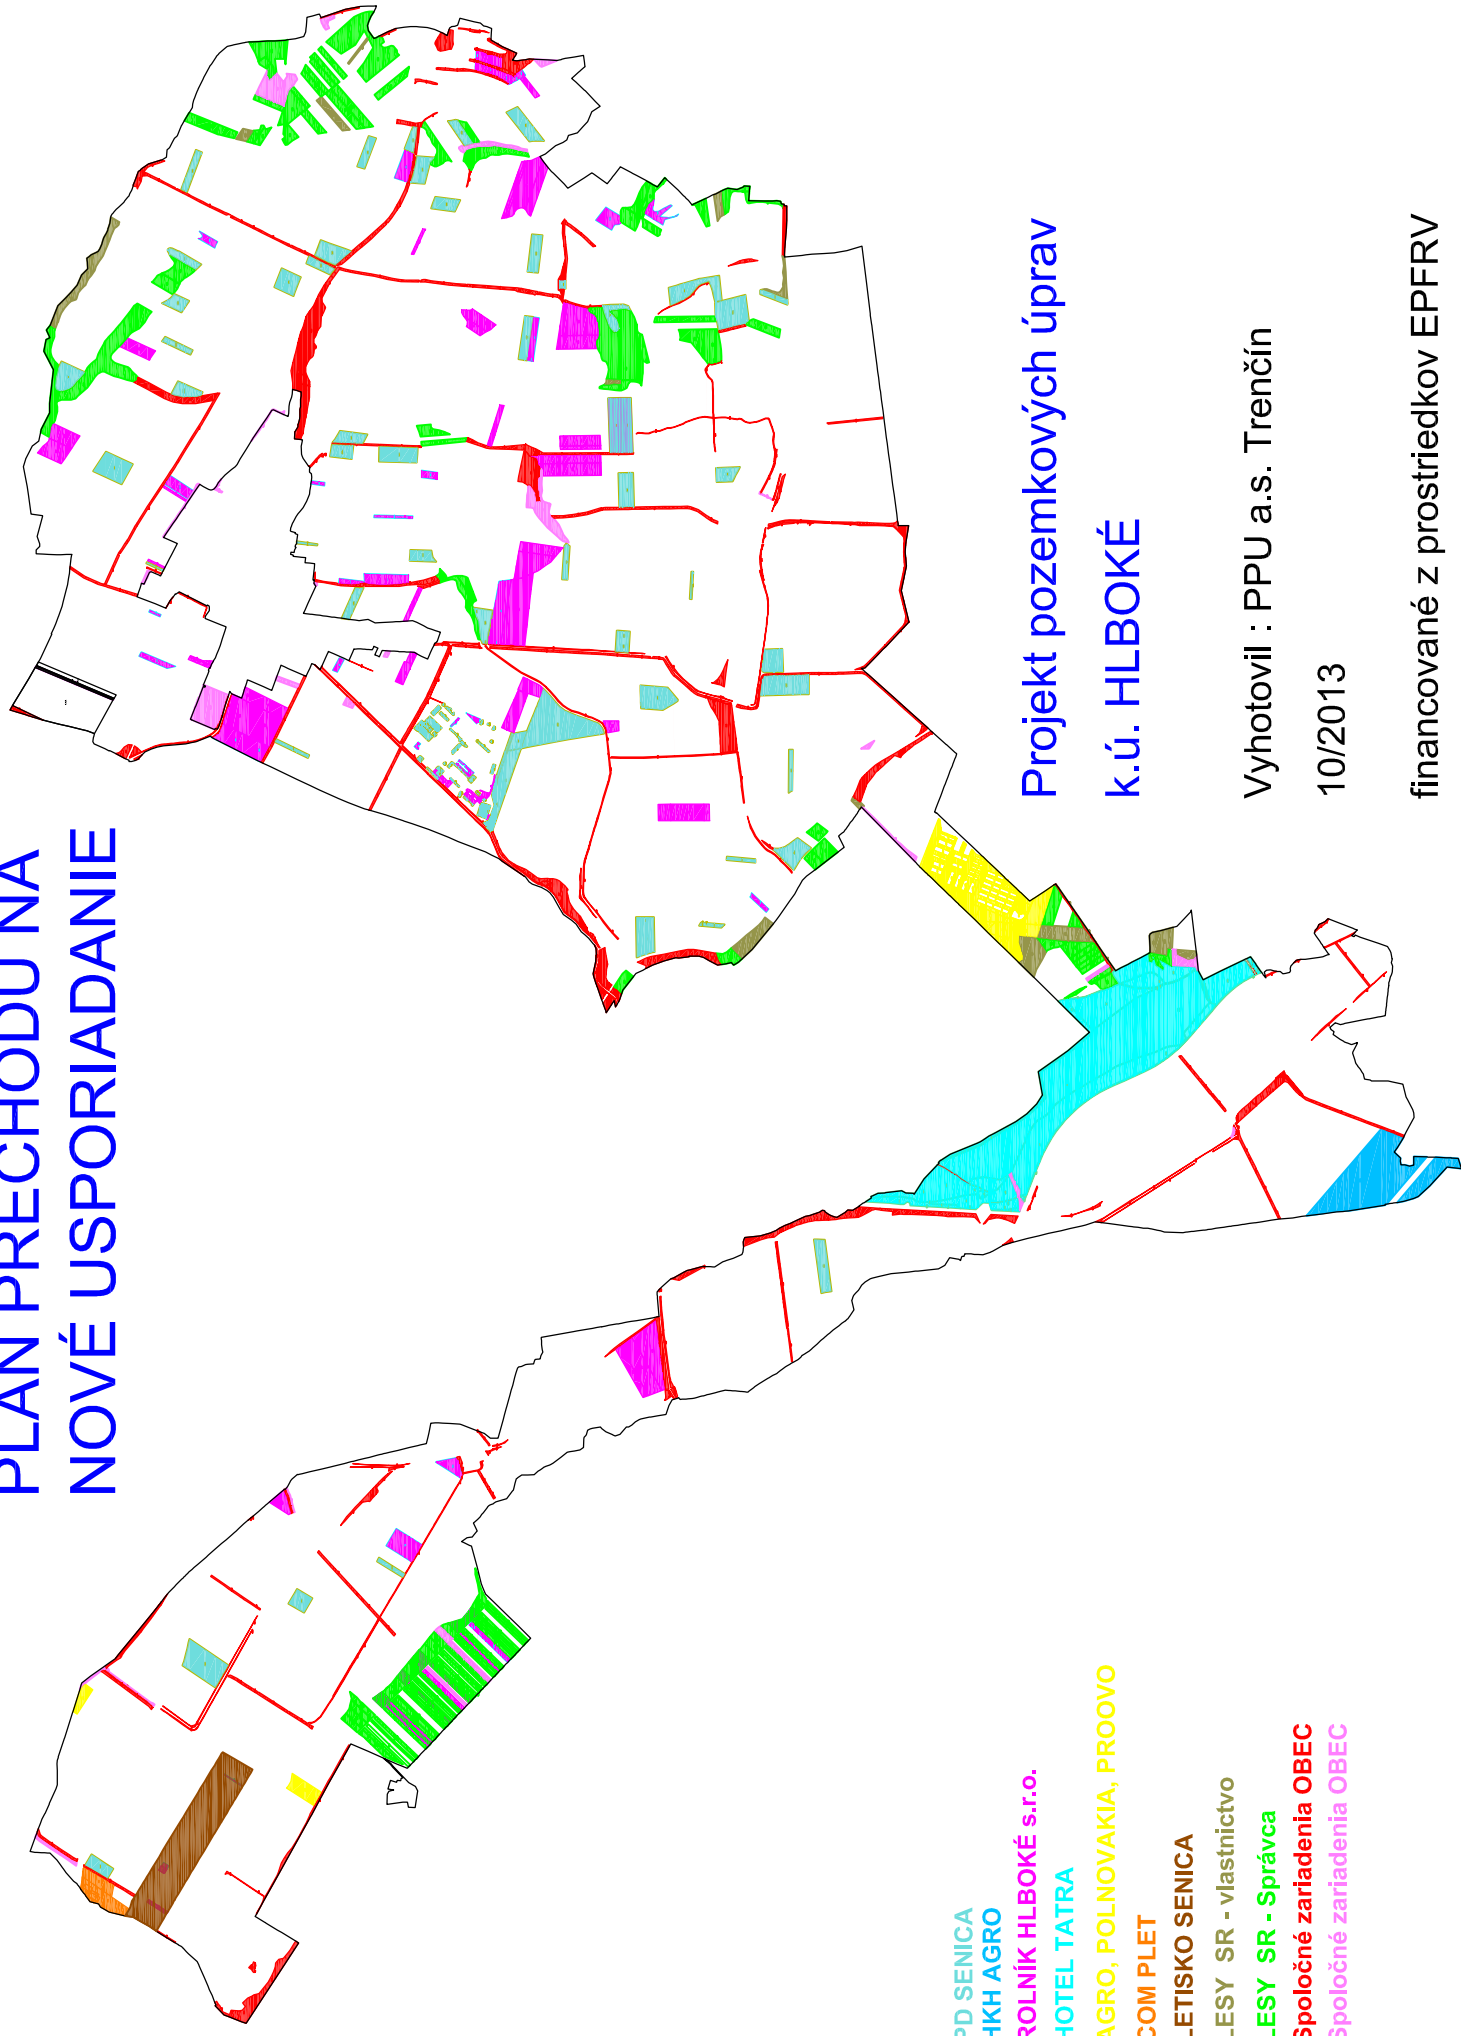 PLÁN PRECHODU NA
NOVÉ USPORIADANIE
Projekt pozemkových úprav
k.ú. HLBOKÉ
Vyhotovil : PPU a.s. Trenčín
10/2013
financované z prostriedkov EPFRV
PD SENICA
HKH AGRO
ROLNÍK HLBOKÉ s.r.o.
HOTEL TATRA
AGRO, POLNOVAKIA, PROOVO
COM PLET
LETISKO SENICA
LESY SR - vlastnictvo
LESY SR - Správca
Spoločné zariadenia OBEC
Spoločné zariadenia OBEC